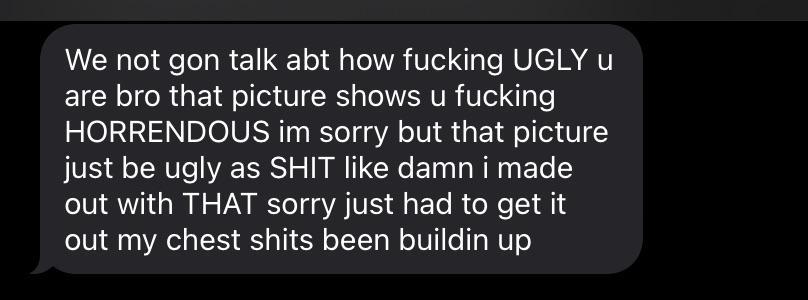 We not gon talk abt how fucking UGLY u
are bro that picture shows u fucking
HORRENDOUS im sorry but that picture
just be ugly as SHIT like damn i made
out with THAT sorry just had to get it
out my chest shits been buildin up